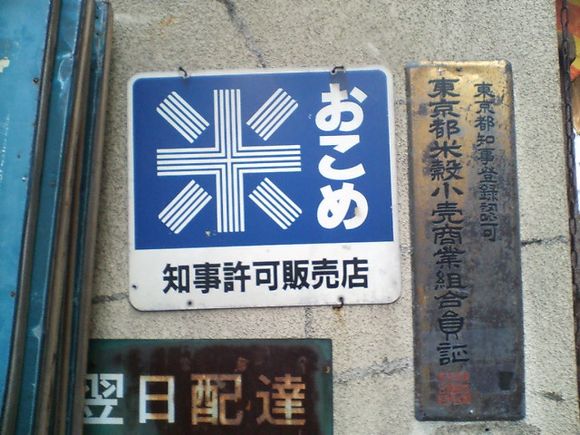 米
おこめ
知事許可販売店
東京都知事登録認可
東京都米穀小売商業組合員証
翌日配達